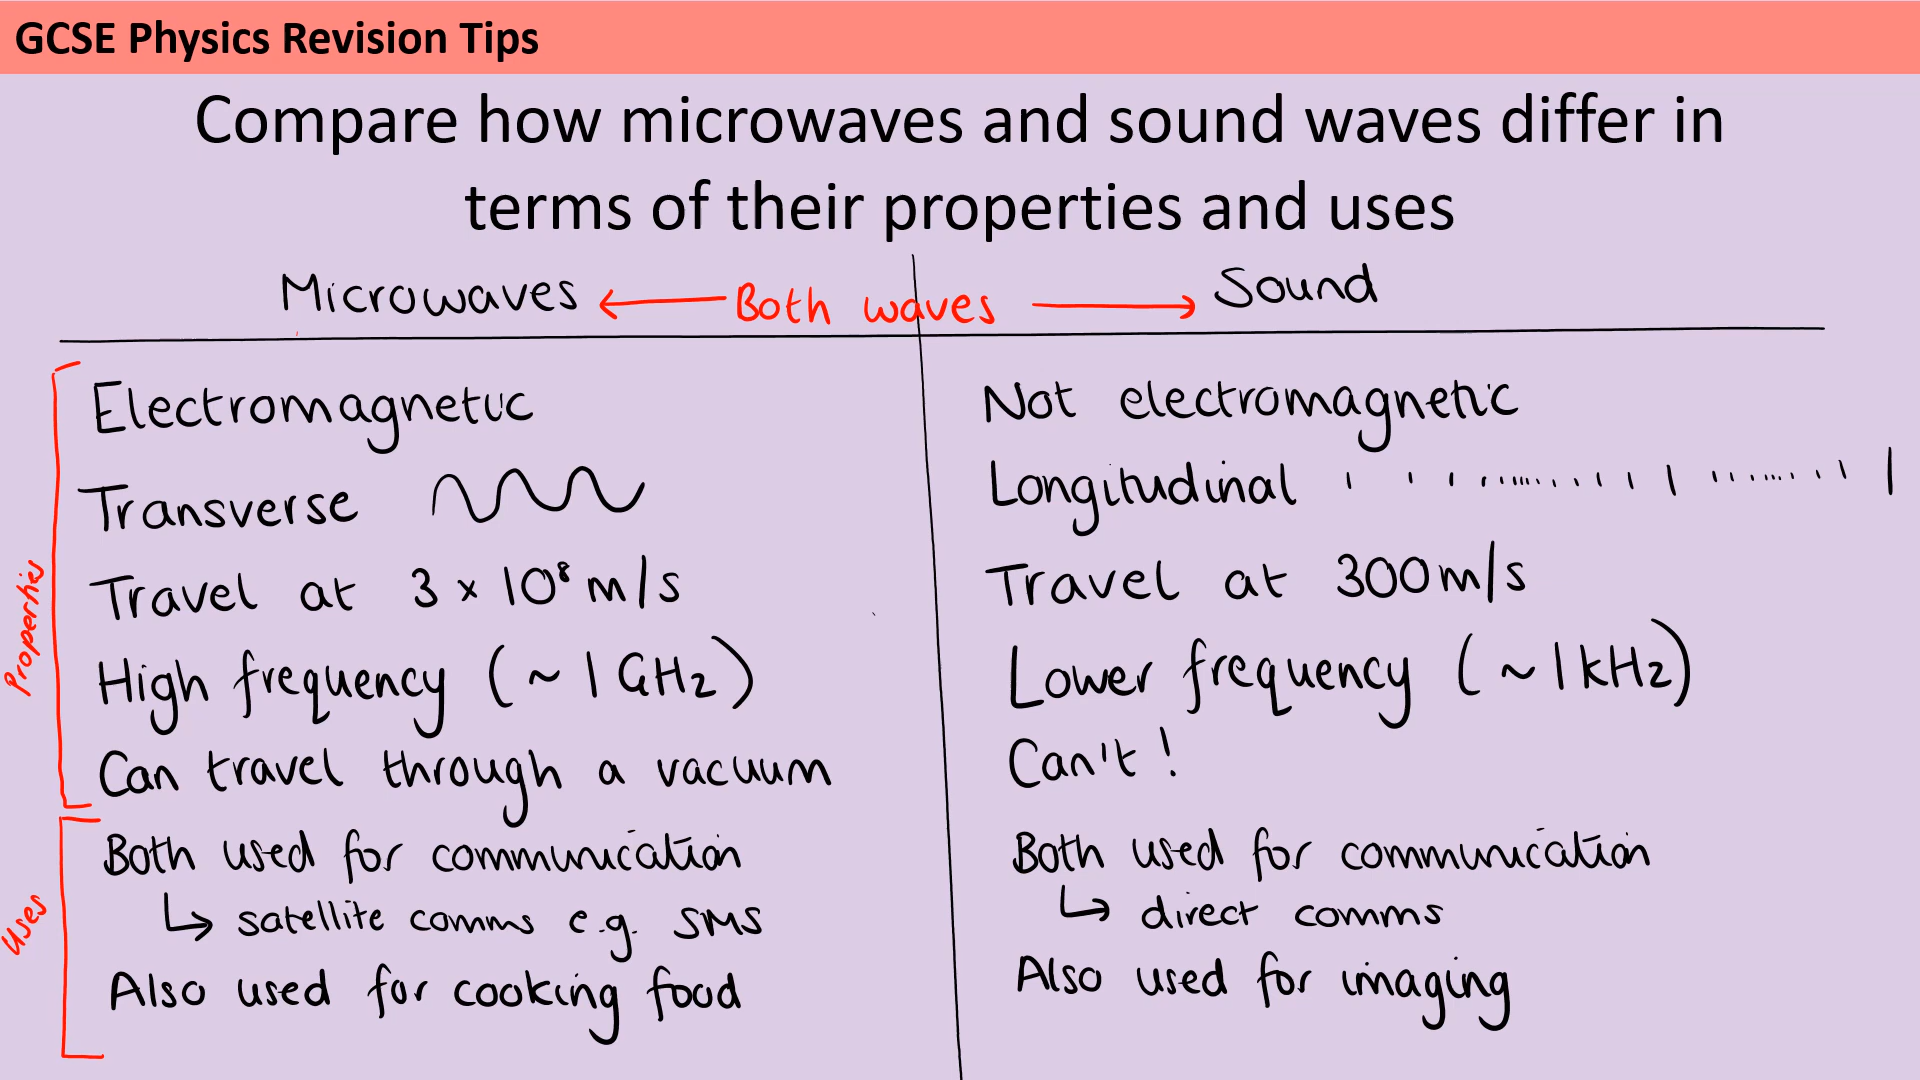 GCSE Physics Revision Tips
Compare how microwaves and sound waves differ in
terms of their properties and uses
Microwaves ← Both waves → Sound
Properties
Electromagnetic
Not electromagnetic
Transverse
Longitudinal
Travel at 3 × 10⁸ m/s
Travel at 300m/s
High frequency (~ 1 GHz)
Lower frequency (~ 1 kHz)
Can travel through a vacuum
Can't !
Uses
Both used for communication
↳ satellite comms e.g. SMS
Also used for cooking food
Both used for communication
↳ direct comms
Also used for imaging